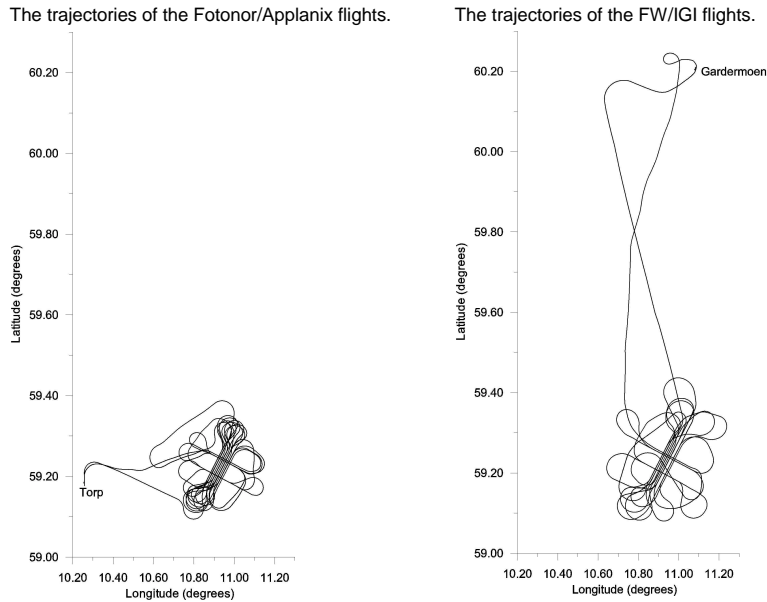 The trajectories of the Fotonor/Applanix flights.
60.20
60.00
59.80
59.60
59.40
59.20
59.00
Latitude (degrees)
Torp
10.20 10.40 10.60 10.80 11.00 11.20
Longitude (degrees)
The trajectories of the FW/IGI flights.
60.20
60.00
59.80
59.60
59.40
59.20
59.00
Latitude (degrees)
Gardermoen
10.20 10.40 10.60 10.80 11.00 11.20
Longitude (degrees)